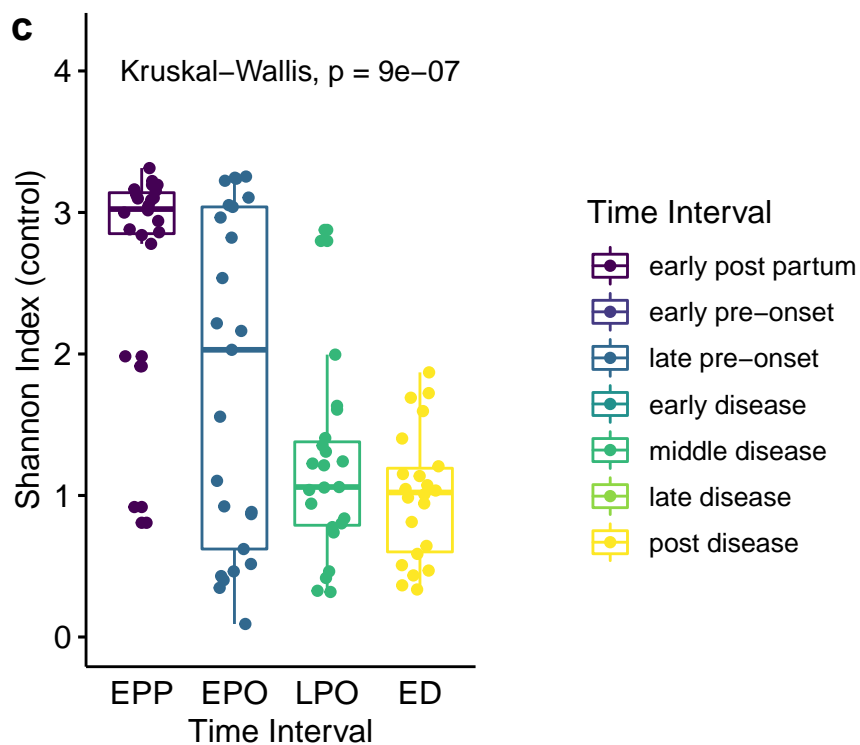 c
Kruskal−Wallis, p = 9e−07
4
3
2
1
0
Shannon Index (control)
EPP EPO LPO ED
Time Interval
Time Interval
early post partum
early pre−onset
late pre−onset
early disease
middle disease
late disease
post disease